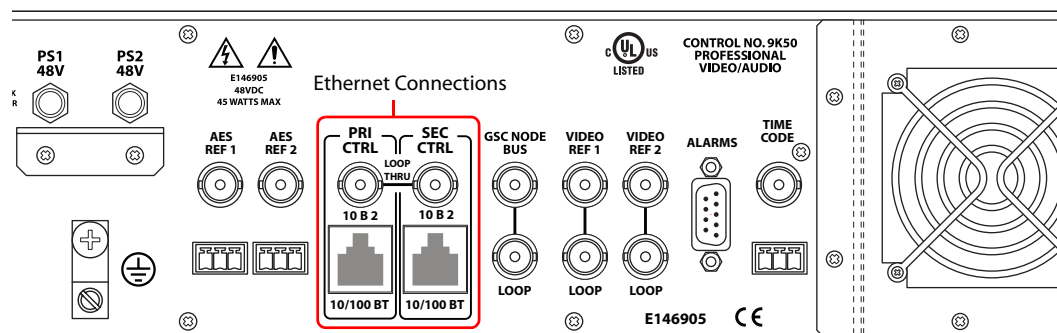 PS1
48V
PS2
48V
E146905
48VDC
45 WATTS MAX
Ethernet Connections
C UL US
LISTED
CONTROL NO. 9K50
PROFESSIONAL
VIDEO/AUDIO
AES
REF 1
AES
REF 2
PRI
CTRL
SEC
CTRL
LOOP
THRU
10 B 2
10 B 2
10/100 BT
10/100 BT
GSC NODE
BUS
LOOP
VIDEO
REF 1
LOOP
VIDEO
REF 2
LOOP
ALARMS
TIME
CODE
E146905
CE